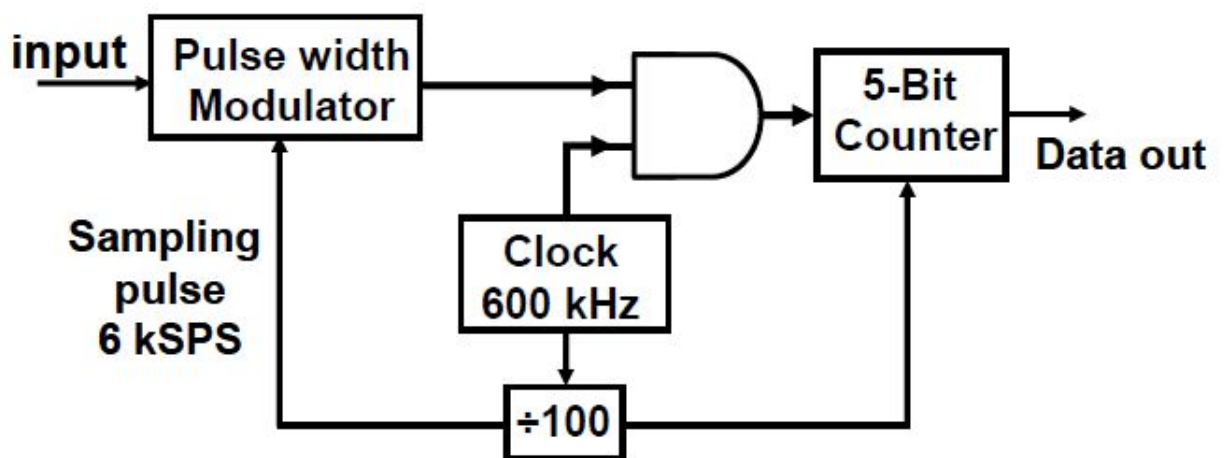 input
Pulse width
Modulator
5-Bit
Counter
Data out
Clock
600 kHz
Sampling
pulse
6 kSPS
÷100